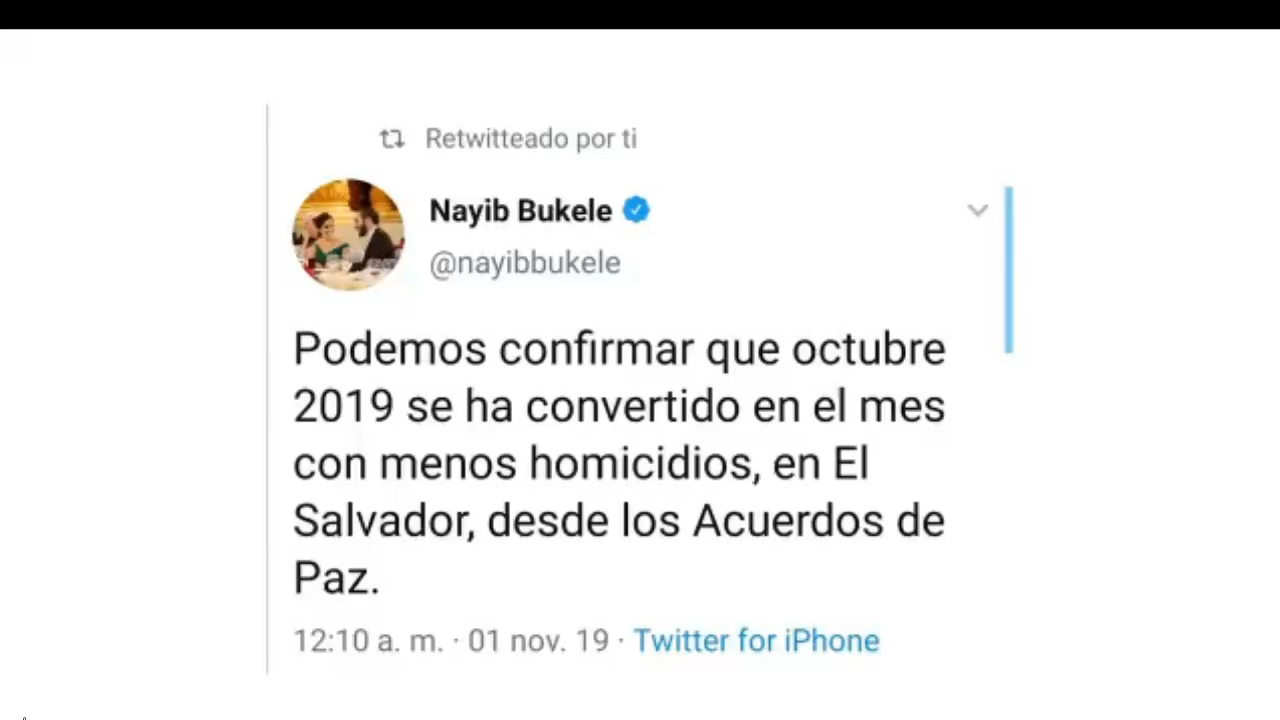 Retwitteado por ti
Nayib Bukele
@nayibbukele
Podemos confirmar que octubre
2019 se ha convertido en el mes
con menos homicidios, en El
Salvador, desde los Acuerdos de
Paz.
12:10 a. m. · 01 nov. 19 · Twitter for iPhone